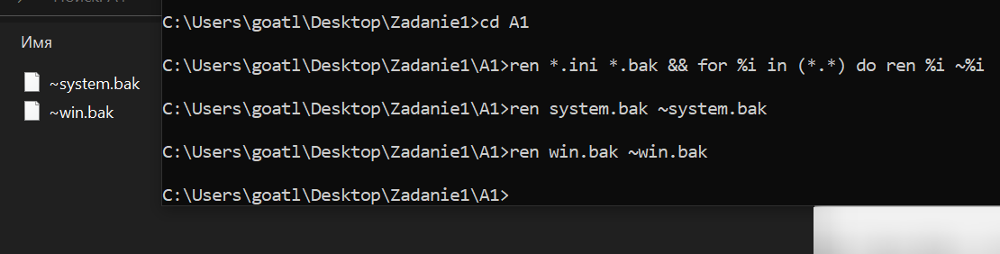 Имя
~system.bak
~win.bak
C:\Users\goatl\Desktop\Zadanie1>cd A1
C:\Users\goatl\Desktop\Zadanie1\A1>ren *.ini *.bak && for %i in (*.*) do ren %i ~%i
C:\Users\goatl\Desktop\Zadanie1\A1>ren system.bak ~system.bak
C:\Users\goatl\Desktop\Zadanie1\A1>ren win.bak ~win.bak
C:\Users\goatl\Desktop\Zadanie1\A1>